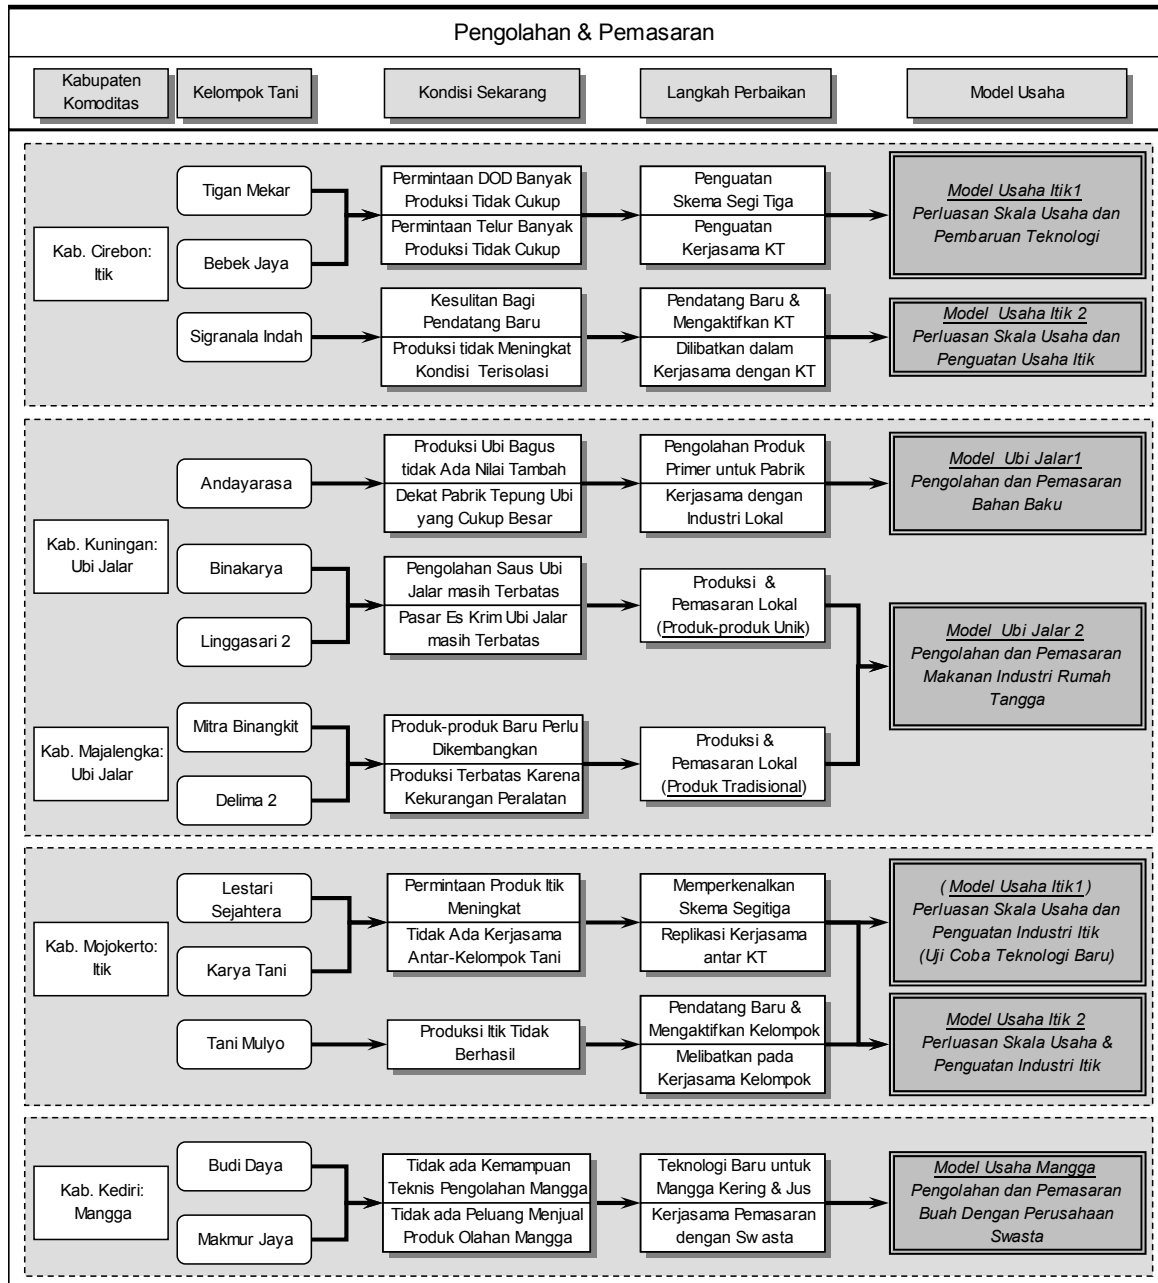 Pengolahan & Pemasaran
Kabupaten
Komoditas
Kelompok Tani
Kondisi Sekarang
Langkah Perbaikan
Model Usaha
Kab. Cirebon:
Itik
Tigan Mekar
Bebek Jaya
Permintaan DOD Banyak
Produksi Tidak Cukup
Permintaan Telur Banyak
Produksi Tidak Cukup
Penguatan
Skema Segi Tiga
Penguatan
Kerjasama KT
Model Usaha Itik1
Perluasan Skala Usaha dan
Pembaruan Teknologi
Sigranala Indah
Kesulitan Bagi
Pendatang Baru
Produksi tidak Meningkat
Kondisi Terisolasi
Pendatang Baru &
Mengaktifkan KT
Dilibatkan dalam
Kerjasama dengan KT
Model Usaha Itik 2
Perluasan Skala Usaha dan
Penguatan Usaha Itik
Kab. Kuningan:
Ubi Jalar
Andayarasa
Produksi Ubi Bagus
tidak Ada Nilai Tambah
Dekat Pabrik Tepung Ubi
yang Cukup Besar
Pengolahan Produk
Primer untuk Pabrik
Kerjasama dengan
Industri Lokal
Model Ubi Jalar1
Pengolahan dan Pemasaran
Bahan Baku
Binakarya
Linggasari 2
Pengolahan Saus Ubi
Jalar masih Terbatas
Pasar Es Krim Ubi Jalar
masih Terbatas
Produksi &
Pemasaran Lokal
(Produk-produk Unik)
Model Ubi Jalar 2
Pengolahan dan Pemasaran
Makanan Industri Rumah
Tangga
Kab. Majalengka:
Ubi Jalar
Mitra Binangkit
Delima 2
Produk-produk Baru Perlu
Dikembangkan
Produksi Terbatas Karena
Kekurangan Peralatan
Produksi &
Pemasaran Lokal
(Produk Tradisional)
Kab. Mojokerto:
Itik
Lestari
Sejahtera
Karya Tani
Permintaan Produk Itik
Meningkat
Tidak Ada Kerjasama
Antar-Kelompok Tani
Memperkenalkan
Skema Segitiga
Replikasi Kerjasama
antar KT
(Model Usaha Itik1)
Perluasan Skala Usaha dan
Penguatan Industri Itik
(Uji Coba Teknologi Baru)
Tani Mulyo
Produksi Itik Tidak
Berhasil
Pendatang Baru &
Mengaktifkan Kelompok
Melibatkan pada
Kerjasama Kelompok
Model Usaha Itik 2
Perluasan Skala Usaha &
Penguatan Industri Itik
Kab. Kediri:
Mangga
Budi Daya
Makmur Jaya
Tidak ada Kemampuan
Teknis Pengolahan Mangga
Tidak ada Peluang Menjual
Produk Olahan Mangga
Teknologi Baru untuk
Mangga Kering & Jus
Kerjasama Pemasaran
dengan Swasta
Model Usaha Mangga
Pengolahan dan Pemasaran
Buah Dengan Perusahaan
Swasta